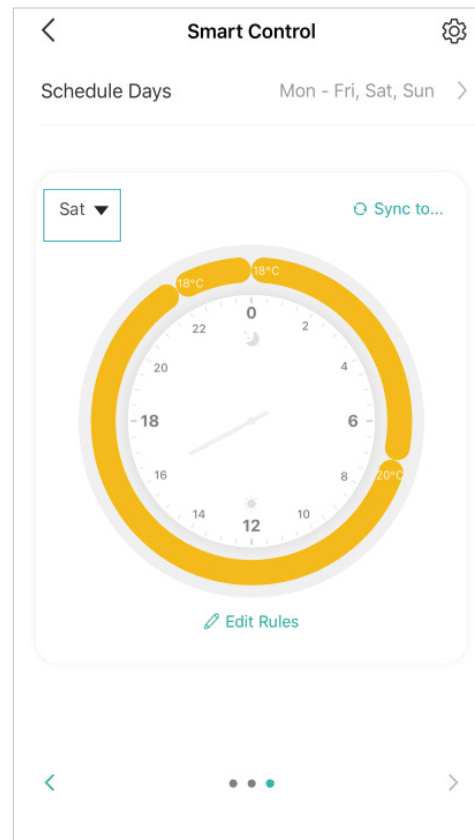 Smart Control
Schedule Days Mon - Fri, Sat, Sun
Sat
Sync to...
18°C 18°C
22 0 2
20 4
18 6
16 8 20°C
14 12 10
Edit Rules